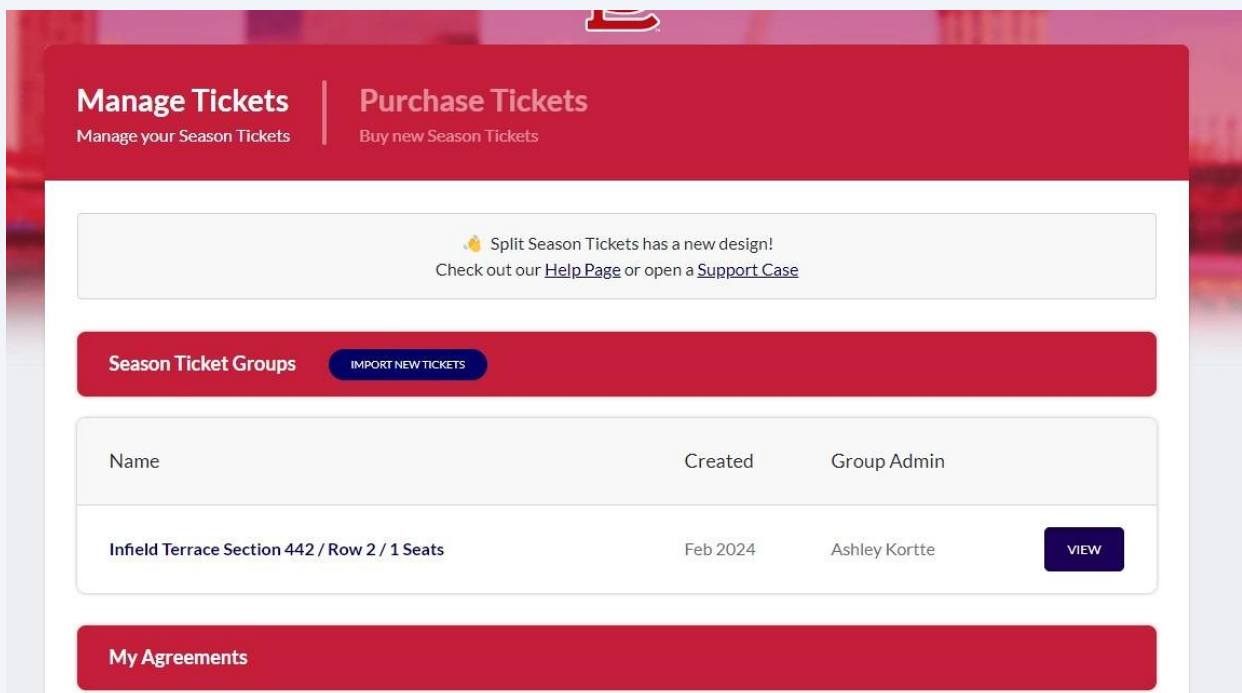 Manage Tickets
Manage your Season Tickets
Purchase Tickets
Buy new Season Tickets
Split Season Tickets has a new design!
Check out our Help Page or open a Support Case
Season Ticket Groups
IMPORT NEW TICKETS
Name
Created
Group Admin
Infield Terrace Section 442 / Row 2 / 1 Seats
Feb 2024
Ashley Kortte
VIEW
My Agreements